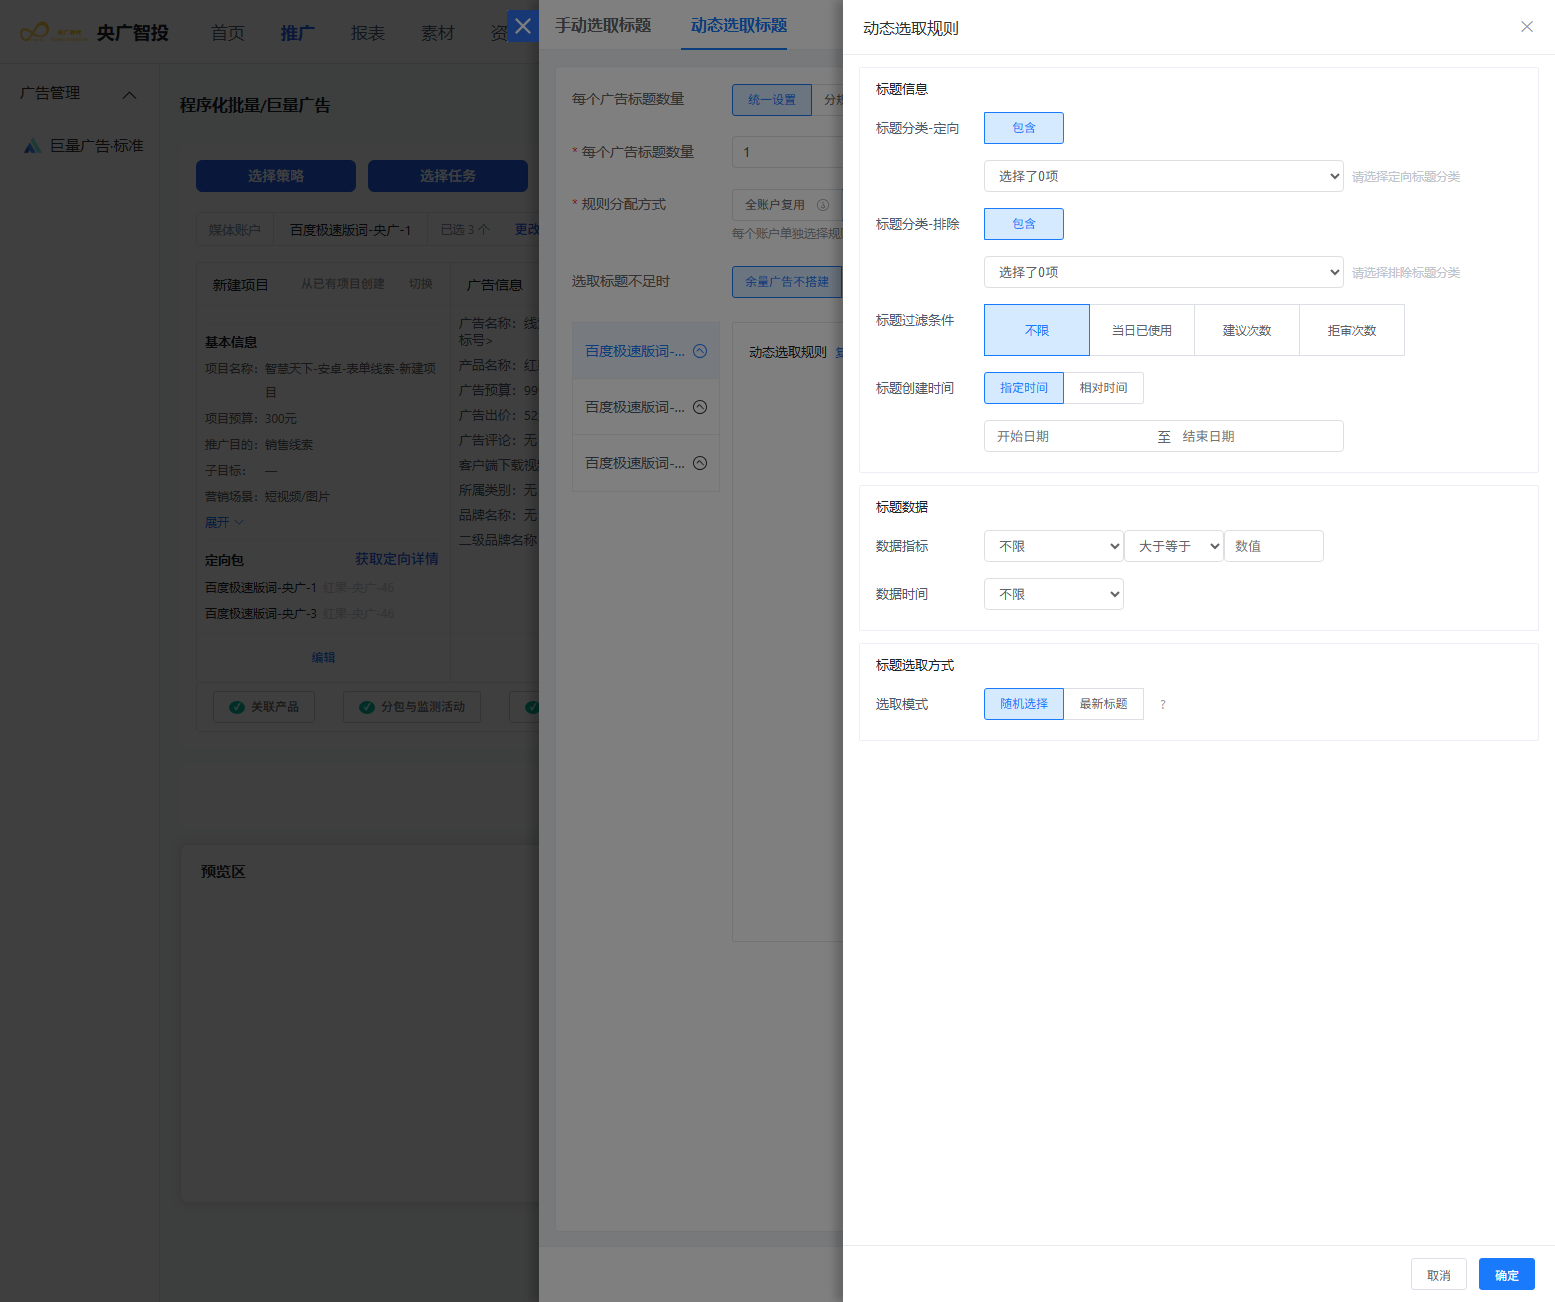 央广智投
首页
推广
报表
素材
广告管理
巨量广告·标准
程序化批量/巨量广告
选择策略
选择任务
媒体账户
百度极速版词-央广-1
已选 3 个
更改
新建项目
从已有项目创建
切换
广告信息
基本信息
项目名称：
智慧天下-安卓-表单线索-新建项
目
项目预算：
300元
推广目的：
销售线索
子目标：
—
营销场景：
短视频/图片
展开
定向包
获取定向详情
百度极速版词-央广-1 红果-央广-46
百度极速版词-央广-3 红果-央广-46
编辑
关联产品
分包与监测活动
广告名称：
标号>
产品名称：红
广告预算：99
广告出价：52
广告评论：无
客户端下载视
所属类别：无
品牌名称：无
二级品牌名称
预览区
手动选取标题
动态选取标题
每个广告标题数量
统一设置
* 每个广告标题数量
1
* 规则分配方式
全账户复用
每个账户单独选择规
选取标题不足时
余量广告不搭建
百度极速版词-...
百度极速版词-...
百度极速版词-...
动态选取规则
动态选取规则
标题信息
标题分类-定向
包含
选择了0项
请选择定向标题分类
标题分类-排除
包含
选择了0项
请选择排除标题分类
标题过滤条件
不限
当日已使用
建议次数
拒审次数
标题创建时间
指定时间
相对时间
开始日期
至
结束日期
标题数据
数据指标
不限
大于等于
数值
数据时间
不限
标题选取方式
选取模式
随机选择
最新标题
?
取消
确定